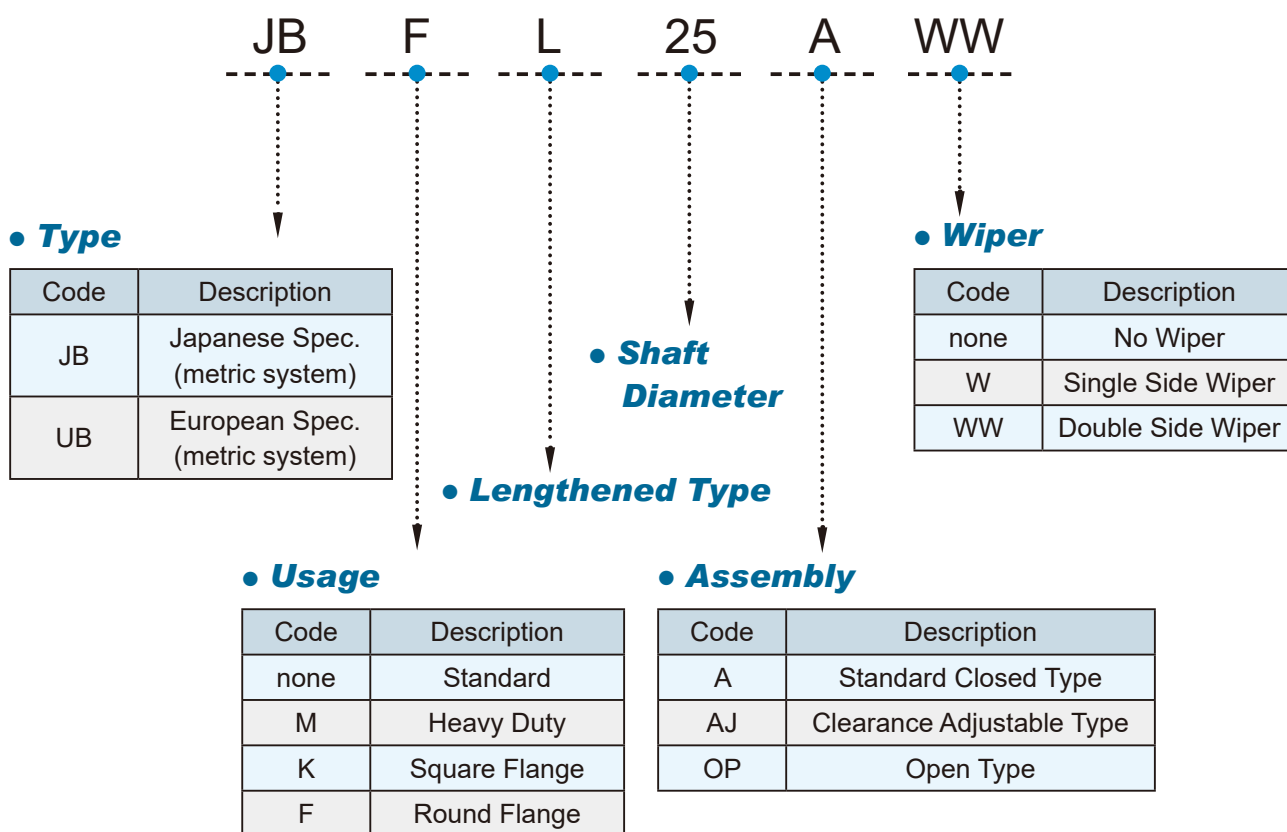 JB F L 25 A WW
• Type
Code Description
JB Japanese Spec.
(metric system)
UB European Spec.
(metric system)
• Wiper
Code Description
none No Wiper
W Single Side Wiper
WW Double Side Wiper
• Shaft
Diameter
• Lengthened Type
• Usage
Code Description
none Standard
M Heavy Duty
K Square Flange
F Round Flange
• Assembly
Code Description
A Standard Closed Type
AJ Clearance Adjustable Type
OP Open Type